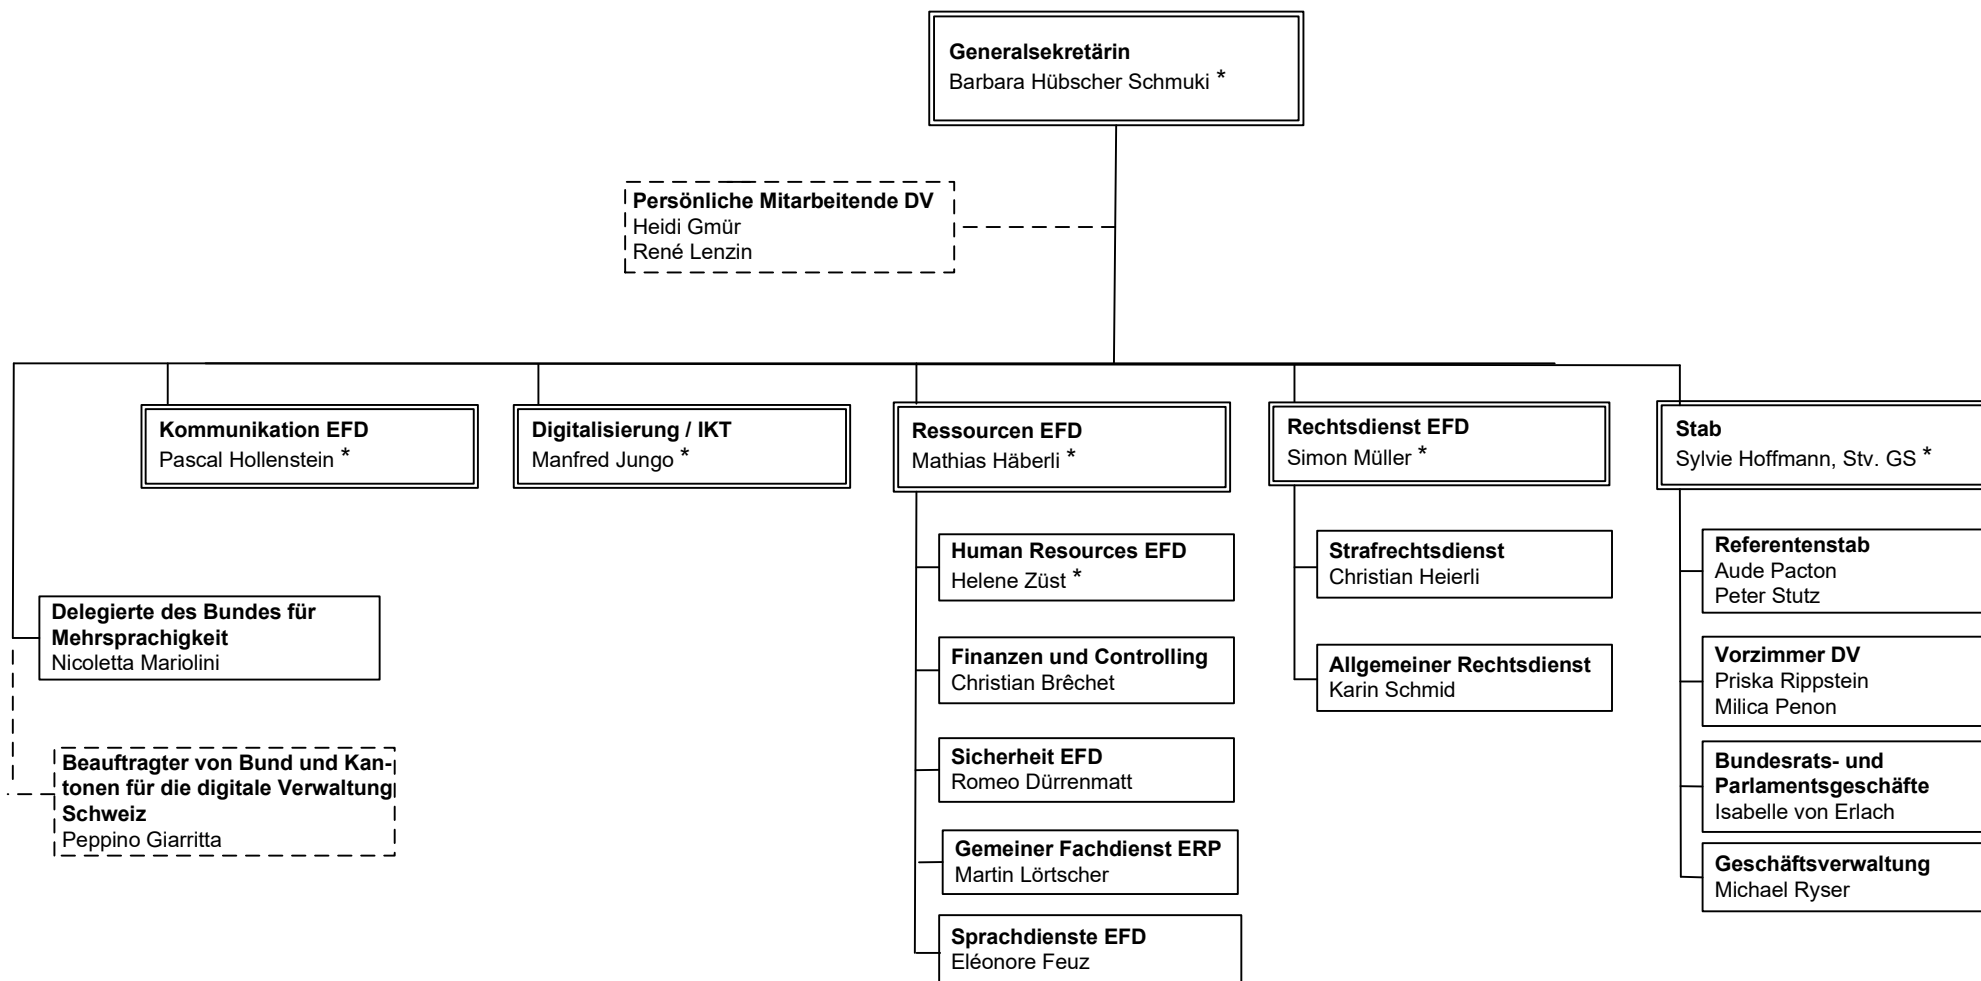 Generalsekretärin
Barbara Hübscher Schmuki *
Persönliche Mitarbeitende DV
Heidi Gmür
René Lenzin
Kommunikation EFD
Pascal Hollenstein *
Digitalisierung / IKT
Manfred Jungo *
Ressourcen EFD
Mathias Häberli *
Rechtsdienst EFD
Simon Müller *
Stab
Sylvie Hoffmann, Stv. GS *
Delegierte des Bundes für
Mehrsprachigkeit
Nicoletta Mariolini
Beauftragter von Bund und Kan-
tonen für die digitale Verwaltung
Schweiz
Peppino Giarritta
Human Resources EFD
Helene Züst *
Finanzen und Controlling
Christian Brêchet
Sicherheit EFD
Romeo Dürrenmatt
Gemeiner Fachdienst ERP
Martin Lörtscher
Sprachdienste EFD
Eléonore Feuz
Strafrechtsdienst
Christian Heierli
Allgemeiner Rechtsdienst
Karin Schmid
Referentenstab
Aude Pacton
Peter Stutz
Vorzimmer DV
Priska Rippstein
Milica Penon
Bundesrats- und
Parlamentsgeschäfte
Isabelle von Erlach
Geschäftsverwaltung
Michael Ryser